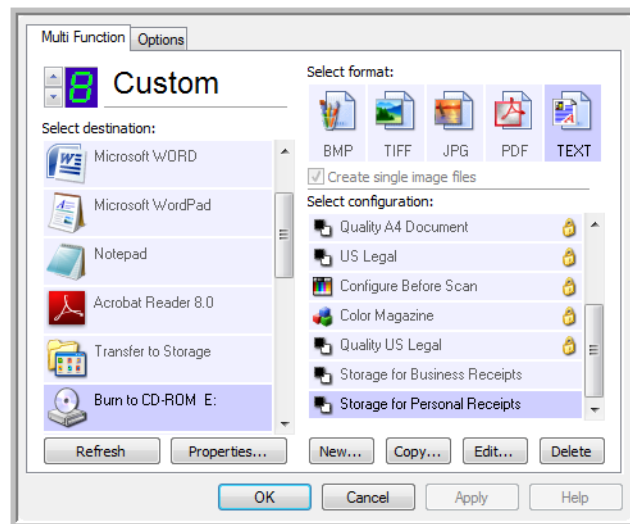 Multi Function
Options
8
Custom
Select destination:
Microsoft WORD
Microsoft WordPad
Notepad
Acrobat Reader 8.0
Transfer to Storage
Burn to CD-ROM  E:
Refresh
Properties...
Select format:
BMP
TIFF
JPG
PDF
TEXT
Create single image files
Select configuration:
Quality A4 Document
US Legal
Configure Before Scan
Color Magazine
Quality US Legal
Storage for Business Receipts
Storage for Personal Receipts
New...
Copy...
Edit...
Delete
OK
Cancel
Apply
Help